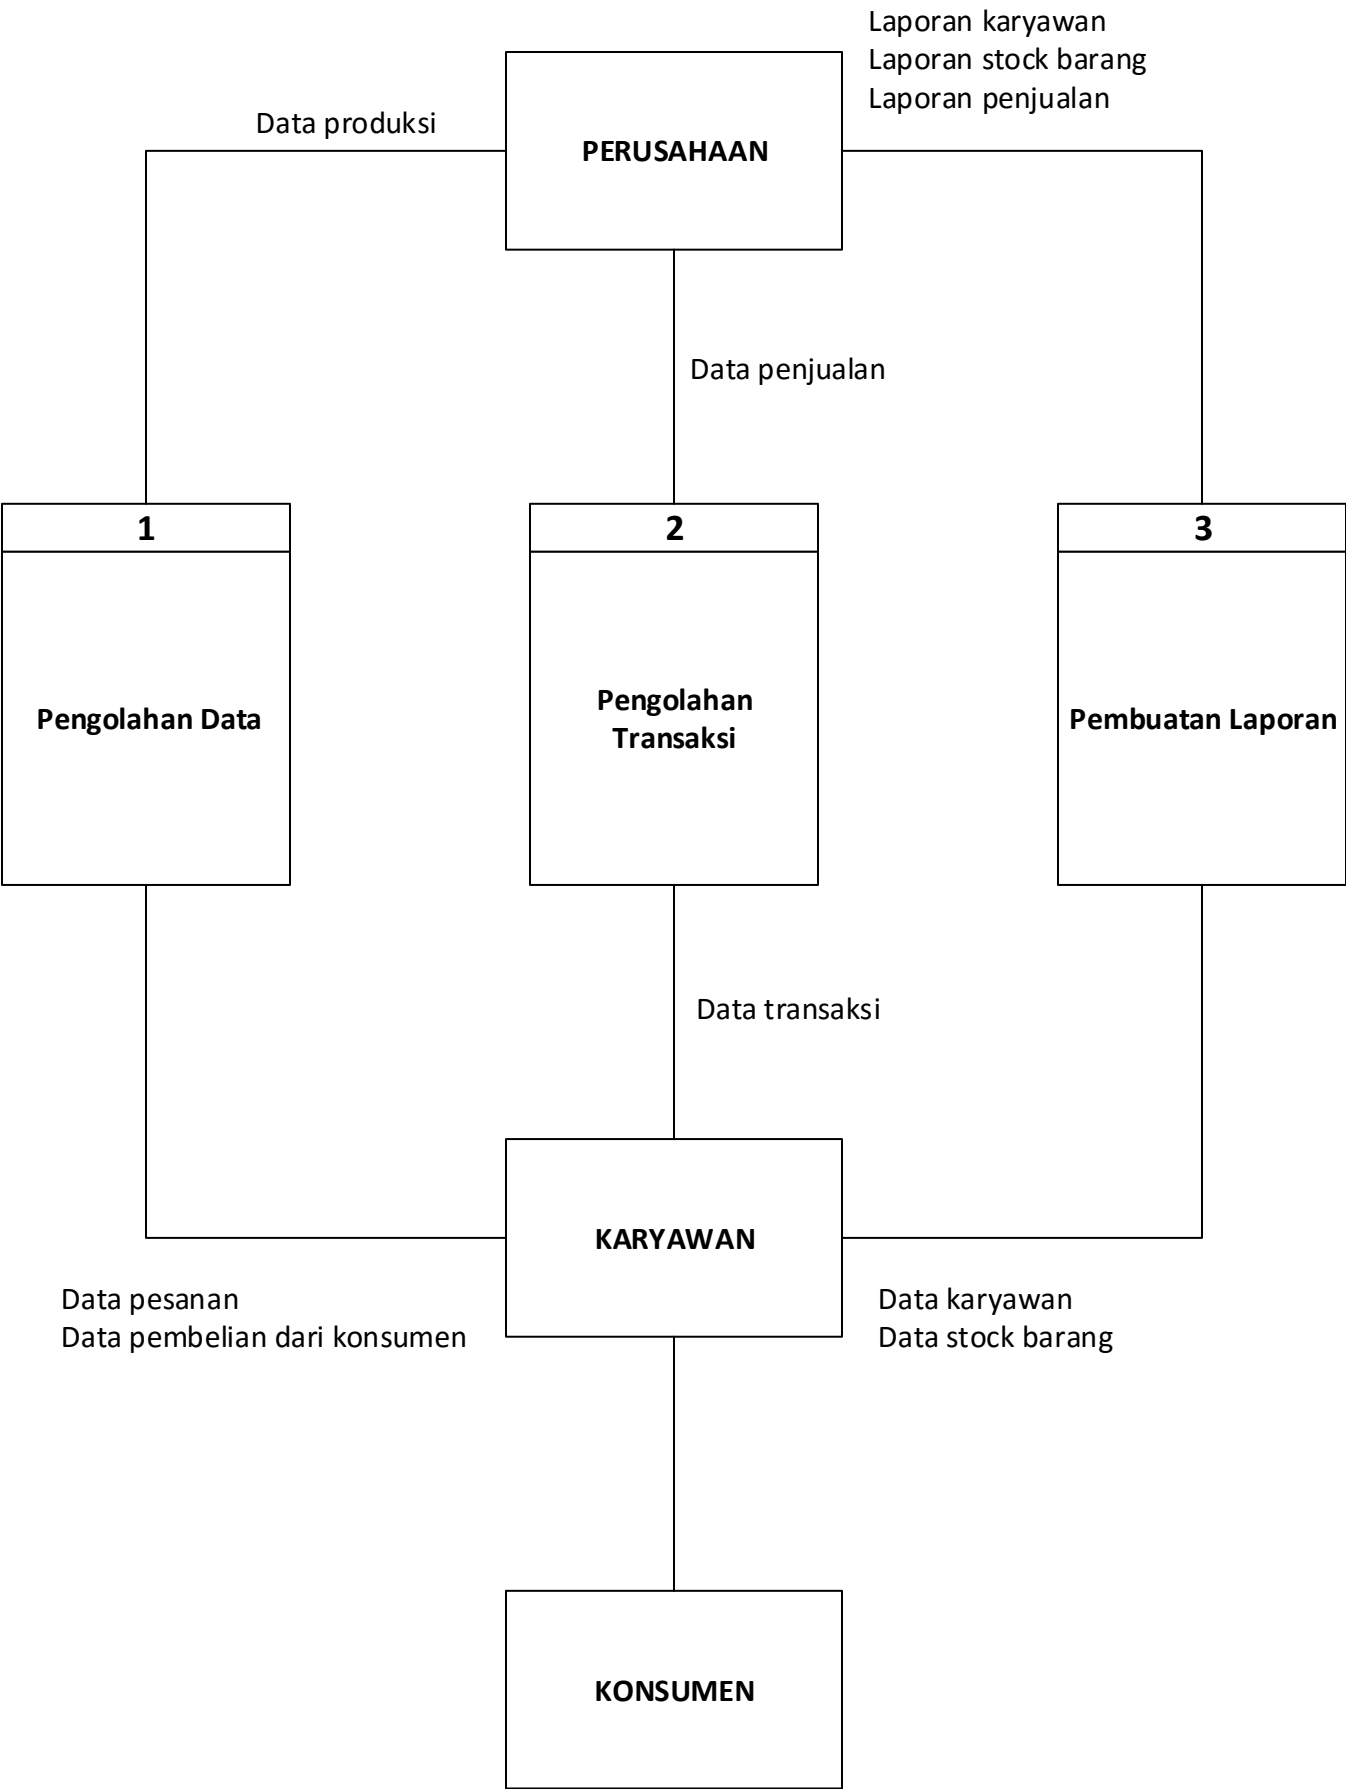 Laporan karyawan
Laporan stock barang
Laporan penjualan
Data produksi
PERUSAHAAN
Data penjualan
1
2
3
Pengolahan Data
Pengolahan
Transaksi
Pembuatan Laporan
Data transaksi
KARYAWAN
Data pesanan
Data pembelian dari konsumen
Data karyawan
Data stock barang
KONSUMEN